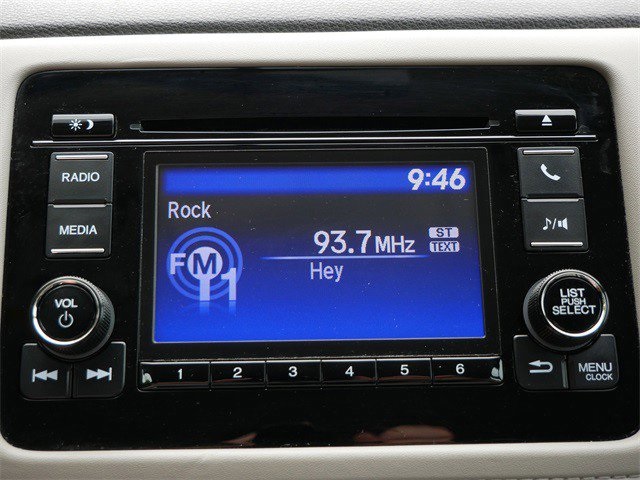 9:46
RADIO
Rock
MEDIA
93.7MHz
ST
TEXT
FM1
Hey
VOL
LIST
PUSH
SELECT
1 2 3 4 5 6
MENU
CLOCK